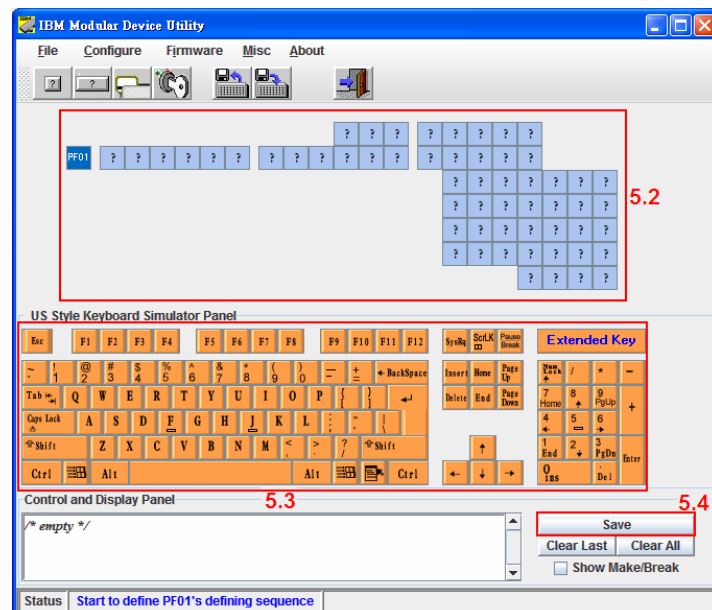 IBM Modular Device Utility
File Configure Firmware Misc About
? ?
? ? ? ? ? ? ? ?
PF01 ? ? ? ? ? ? ? ? ? ? ? ? ? ? ? ? ?
? ? ? ? ? ? ?
? ? ? ? ? ? ?
5.2
? ? ? ? ? ? ?
? ? ? ? ? ? ?
? ? ? ?
US Style Keyboard Simulator Panel
Esc F1 F2 F3 F4 F5 F6 F7 F8 F9 F10 F11 F12 SysRq ScrLK Pause Break Extended Key
~ ! @ # $ % ^ & * ( ) — +
1 2 3 4 5 6 7 8 9 0 - = BackSpace Insert Home Page Up Num Lock / * -
Tab Q W E R T Y U I O P { } Delete End Page Down 7 Home 8 9 PgUp +
[ ]
Caps Lock A S D F G H J K L : " | 4 5 6
; ' \
Shift Z X C V B N M < > ? Shift 1 End 2 3 PgDn Enter
, . /
Ctrl Alt Alt Ctrl 0 ins . Del
Control and Display Panel 5.3 5.4
/* empty */
Save
Clear Last Clear All
Show Make/Break
Status Start to define PF01's defining sequence